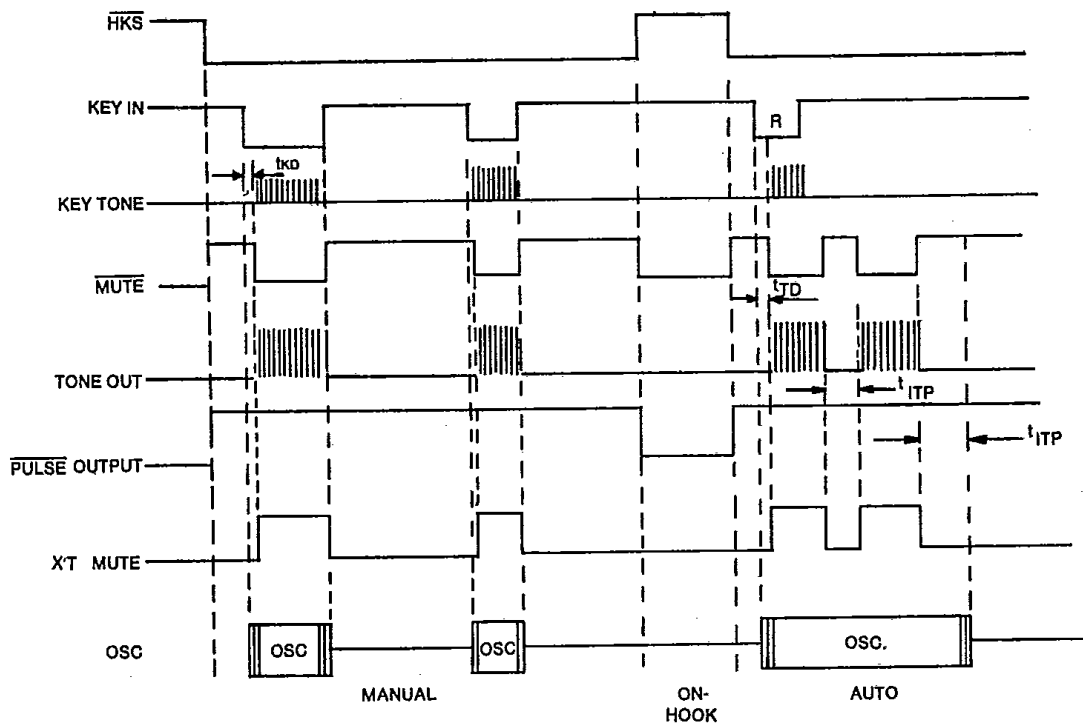 HKS
KEY IN
R
tKD
KEY TONE
MUTE
tTD
TONE OUT
tITP
tITP
PULSE OUTPUT
X'T MUTE
OSC
OSC
OSC
OSC.
MANUAL
ON-
HOOK
AUTO